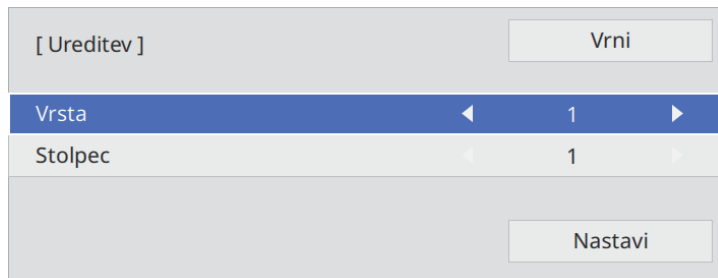 [ Ureditev ]
Vrni
Vrsta 1
Stolpec 1
Nastavi